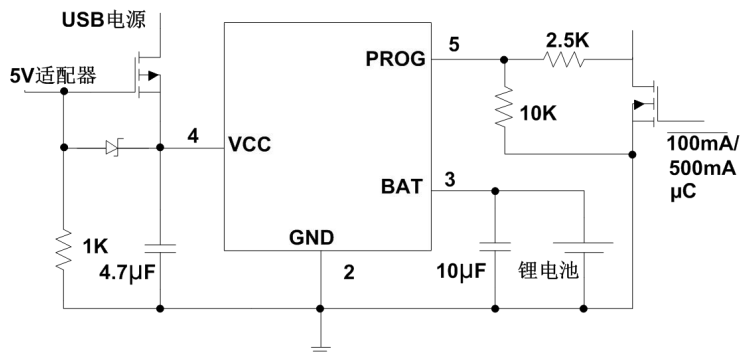 USB电源
5V适配器
PROG
5
2.5K
10K
4
VCC
100mA/
500mA
μC
BAT
3
GND
2
1K
4.7μF
10μF
锂电池